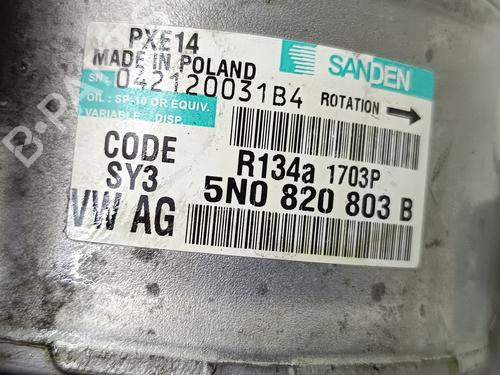 PXE14
MADE IN POLAND
SANDEN
SN: 042120031B4
ROTATION
OIL: SP-10 OR EQUIV.
VARIABLE DISP.
CODE
SY3
VW AG
R134a 1703P
5N0 820 803 B
B-PA